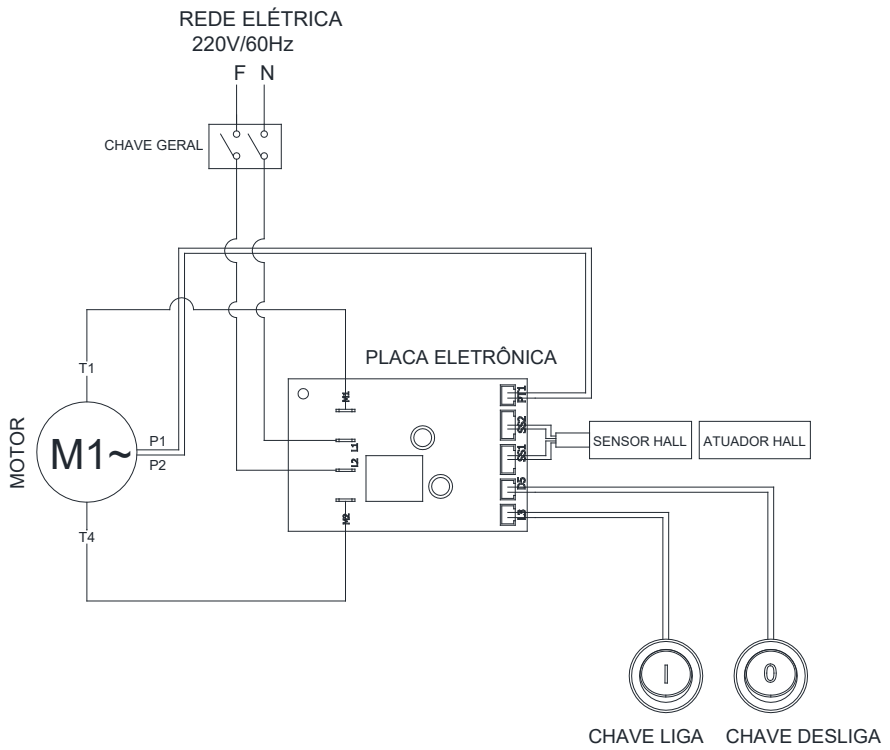 REDE ELÉTRICA
220V/60Hz
F N
CHAVE GERAL
PLACA ELETRÔNICA
T1
M1
PT1
SS2
SENSOR HALL
ATUADOR HALL
MOTOR
M1~
P1
P2
L1
L2
SS1
D5
L3
M2
T4
I
0
CHAVE LIGA
CHAVE DESLIGA